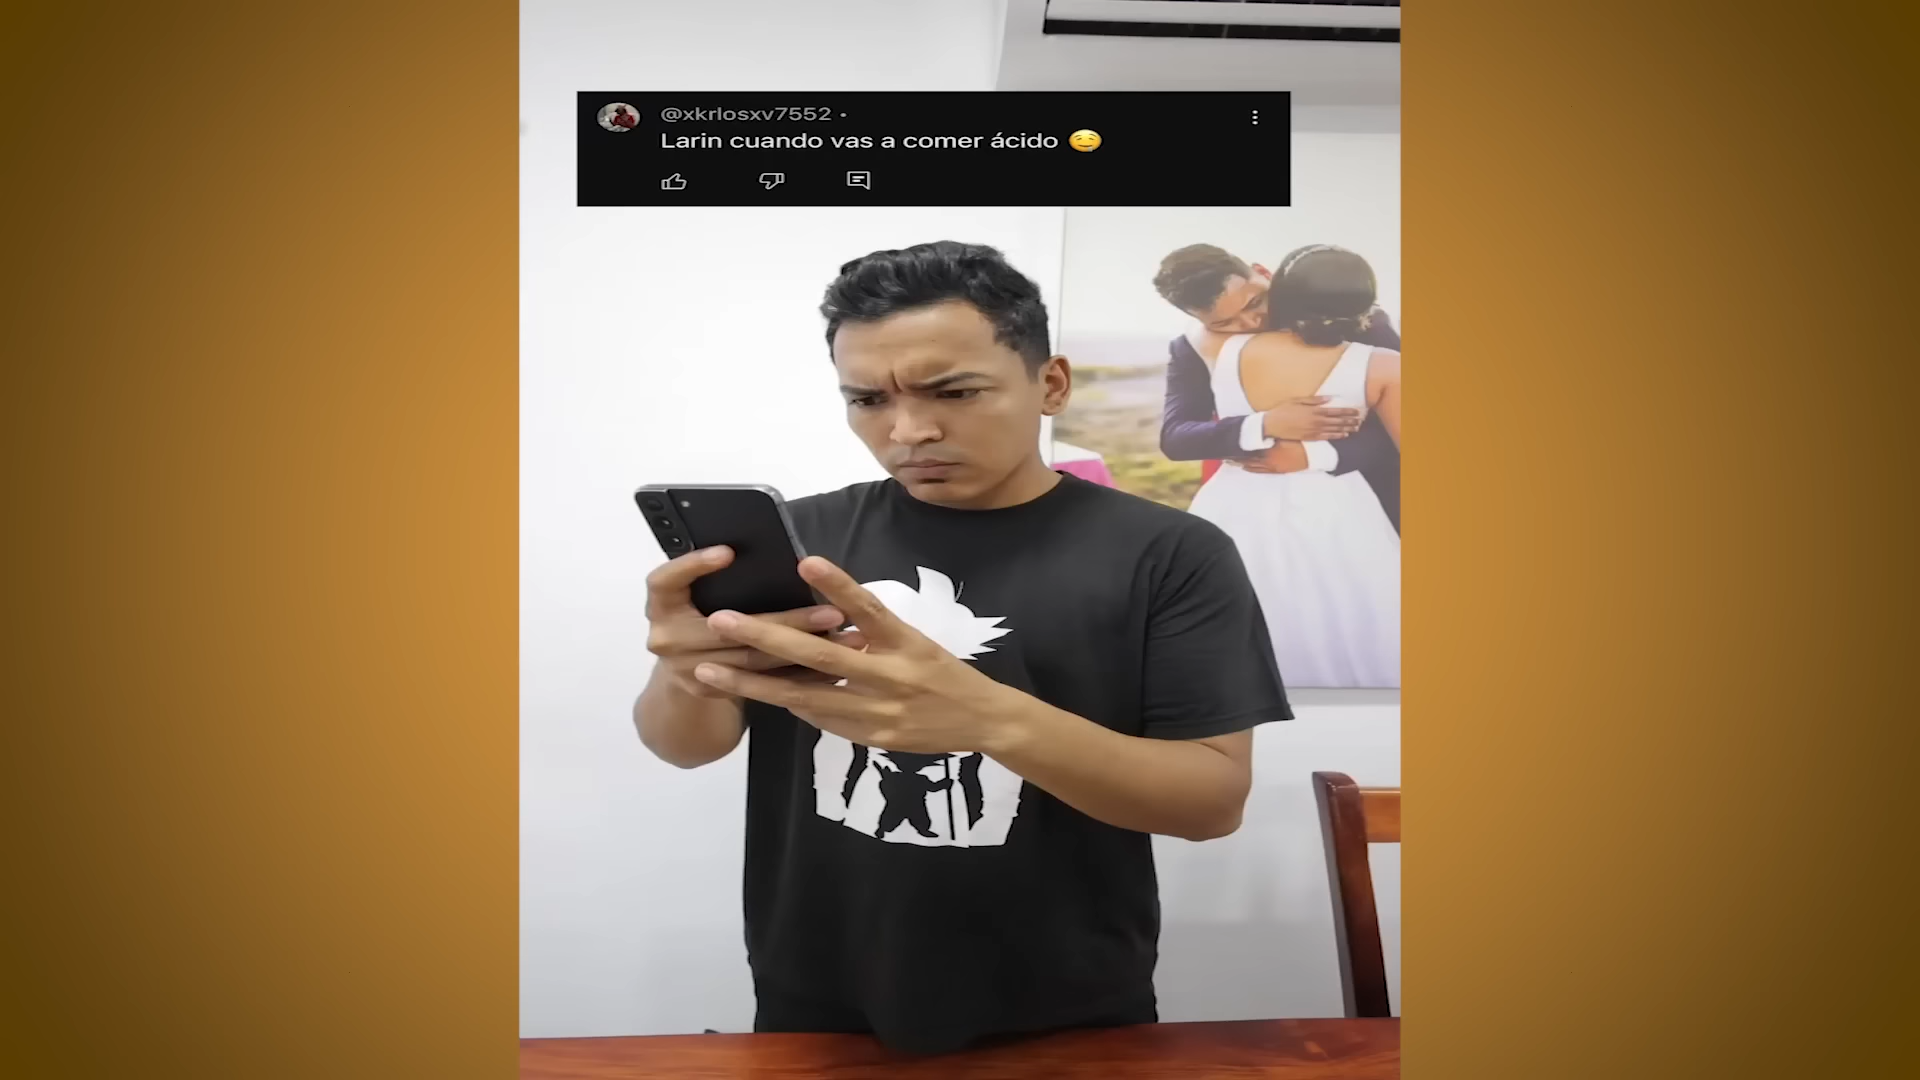 @xkrlosxv7552 •
Larin cuando vas a comer ácido 🤤